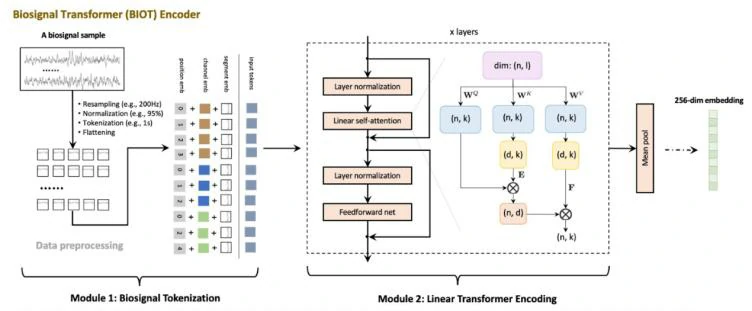 Biosignal Transformer (BIOT) Encoder
A biosignal sample
......
• Resampling (e.g., 200Hz)
• Normalization (e.g., 95%)
• Tokenization (e.g., 1s)
• Flattening
......
Data preprocessing
position emb
channel emb
segment emb
input tokens
0 + +
1 + +
2 + +
3 + +
0 + +
1 + +
2 + +
0 + +
2 + +
4 + +
Module 1: Biosignal Tokenization
x layers
Layer normalization
Linear self-attention
Layer normalization
Feedforward net
dim: (n, l)
W^Q W^K W^V
(n, k) (n, k) (n, k)
(d, k) (d, k)
E
F
(n, d)
(n, k)
Module 2: Linear Transformer Encoding
Mean pool
256-dim embedding